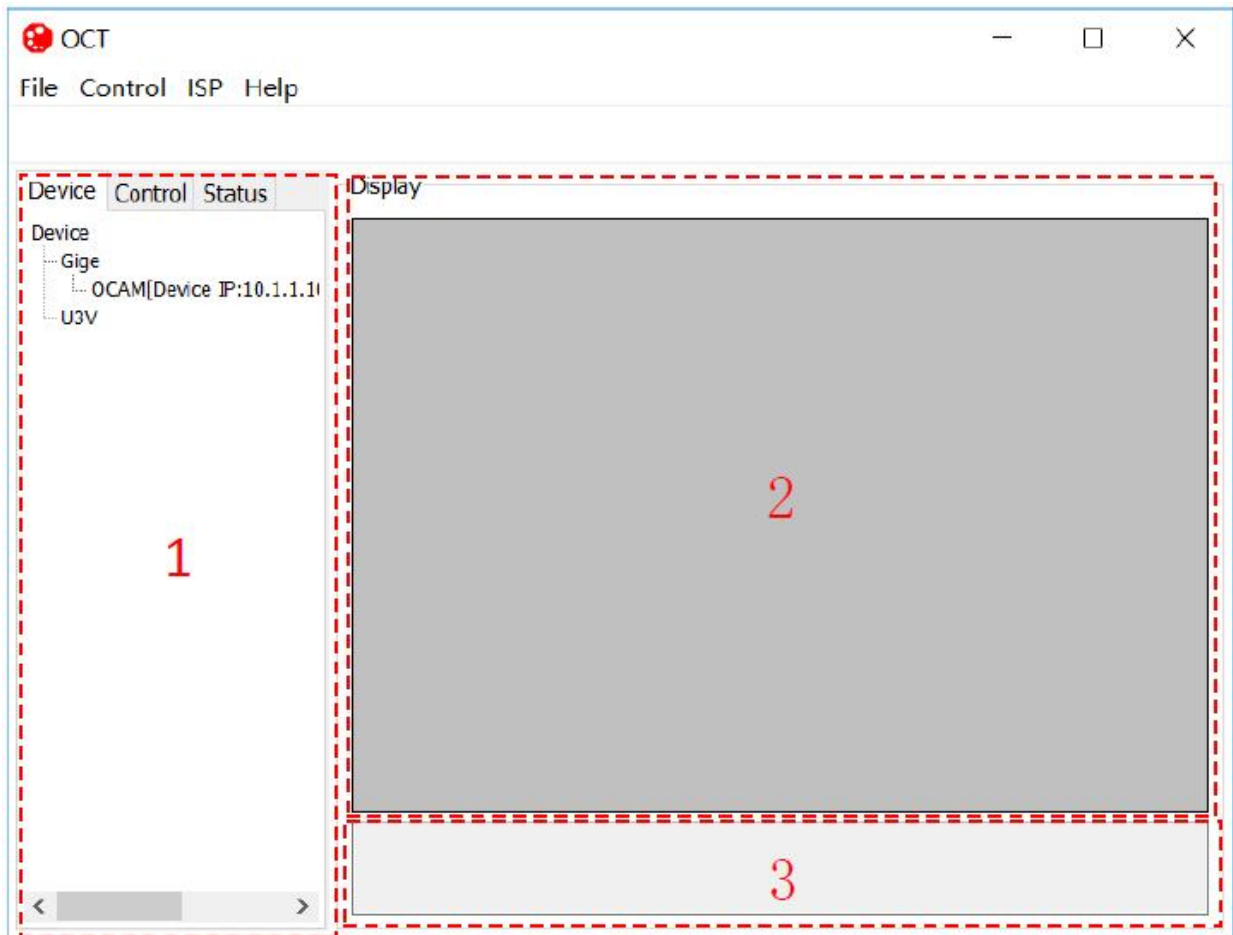 OCT
File Control ISP Help
Device Control Status
Display
Device
Gige
OCAM[Device IP:10.1.1.1
U3V
2
1
3